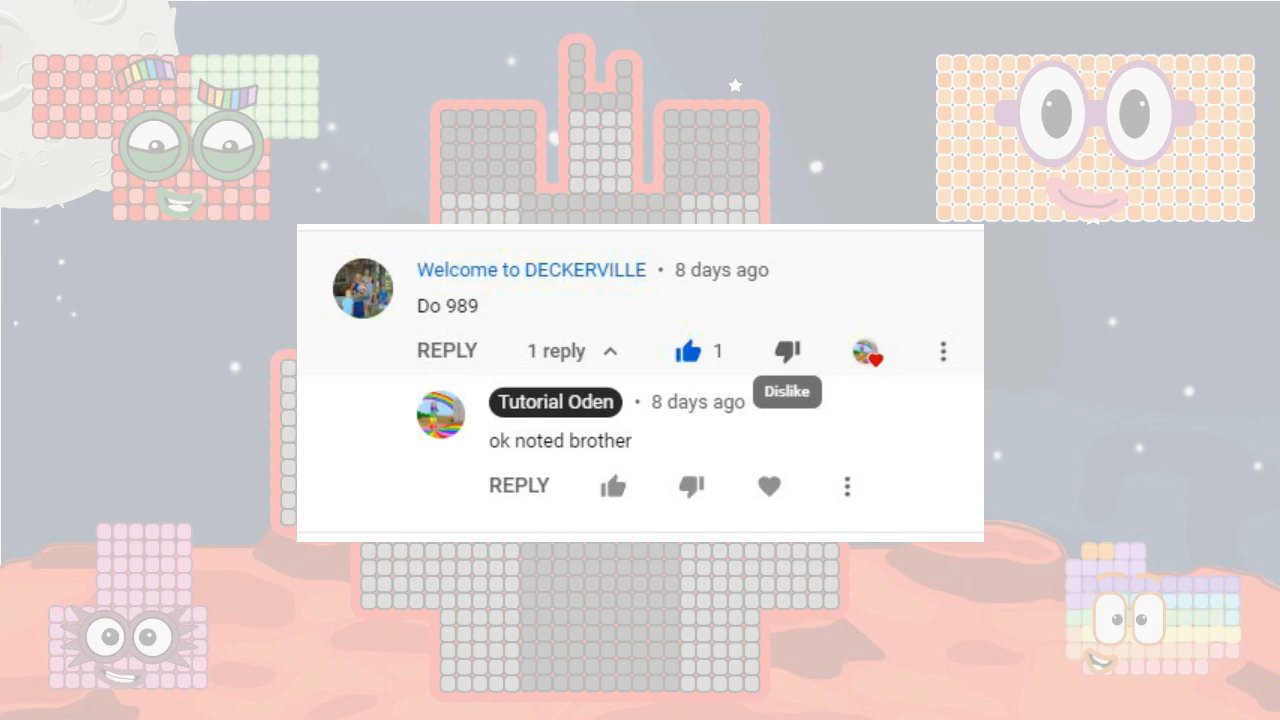 Welcome to DECKERVILLE • 8 days ago
Do 989
REPLY 1 reply 1
Dislike
Tutorial Oden • 8 days ago
ok noted brother
REPLY